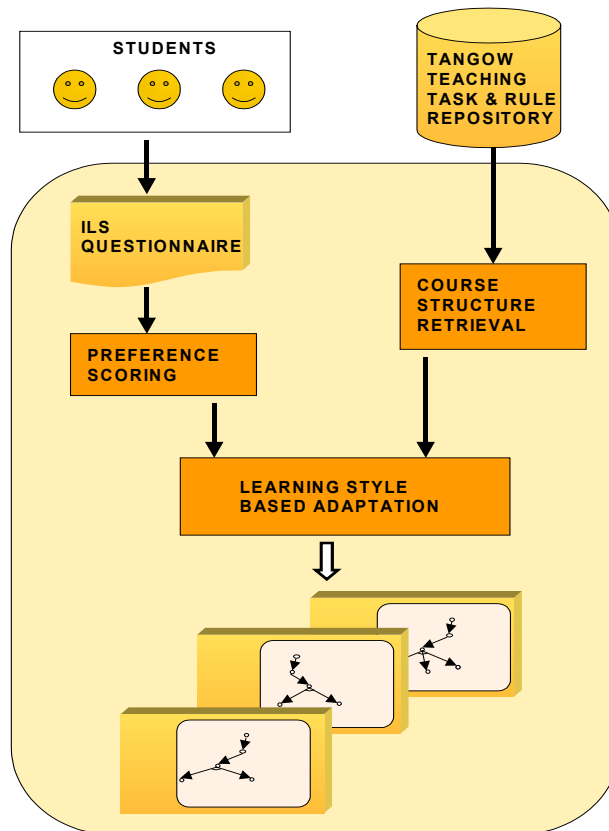 STUDENTS
TANGOW
TEACHING
TASK & RULE
REPOSITORY
ILS
QUESTIONNAIRE
COURSE
STRUCTURE
RETRIEVAL
PREFERENCE
SCORING
LEARNING STYLE
BASED ADAPTATION